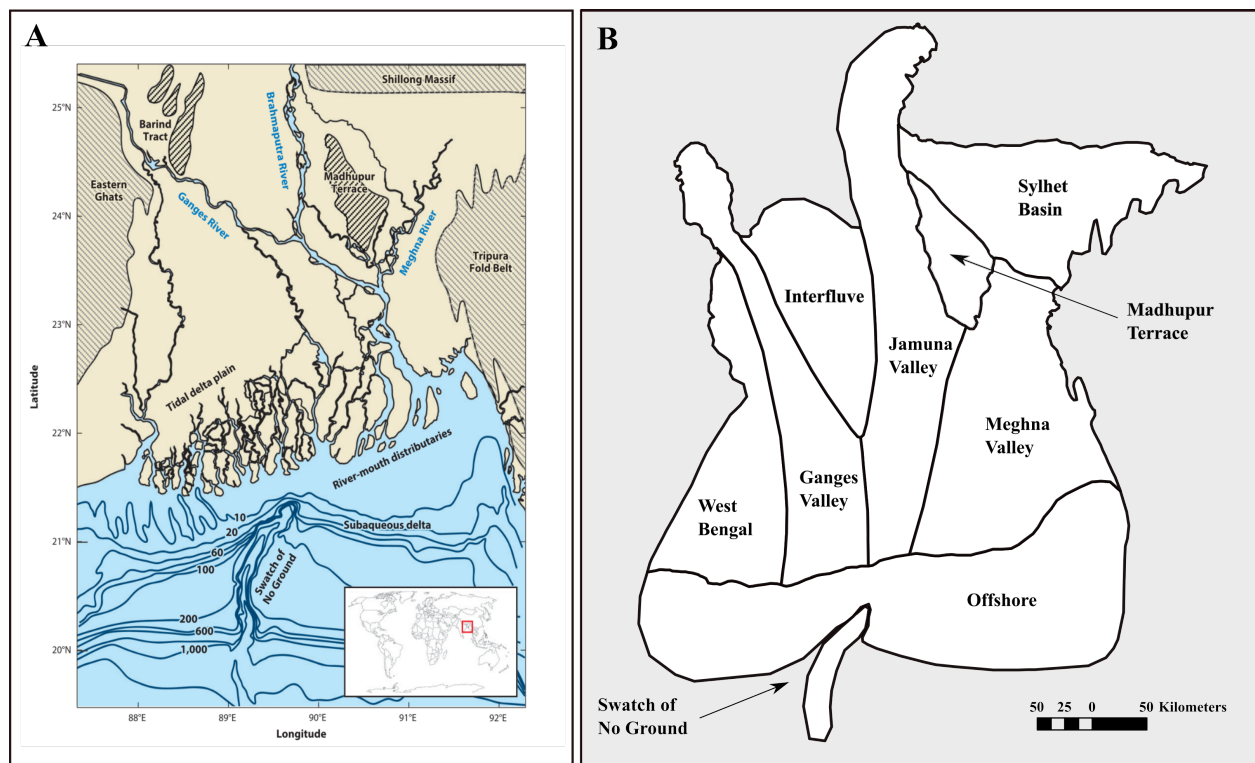 A
Shillong Massif
25°N
Barind
Tract
Brahmaputra River
Madhupur
Terrace
Eastern
Ghats
24°N
Ganges River
Meghna River
Tripura
Fold Belt
23°N
Latitude
Tidal delta plain
22°N
River-mouth distributaries
10
20
Subaqueous delta
21°N
60
100
Swatch of
No Ground
200
600
20°N
1,000
88°E
89°E
90°E
91°E
92°E
Longitude
B
Sylhet
Basin
Interfluve
Madhupur
Terrace
Jamuna
Valley
Meghna
Valley
Ganges
Valley
West
Bengal
Offshore
Swatch of
No Ground
50 25 0 50 Kilometers